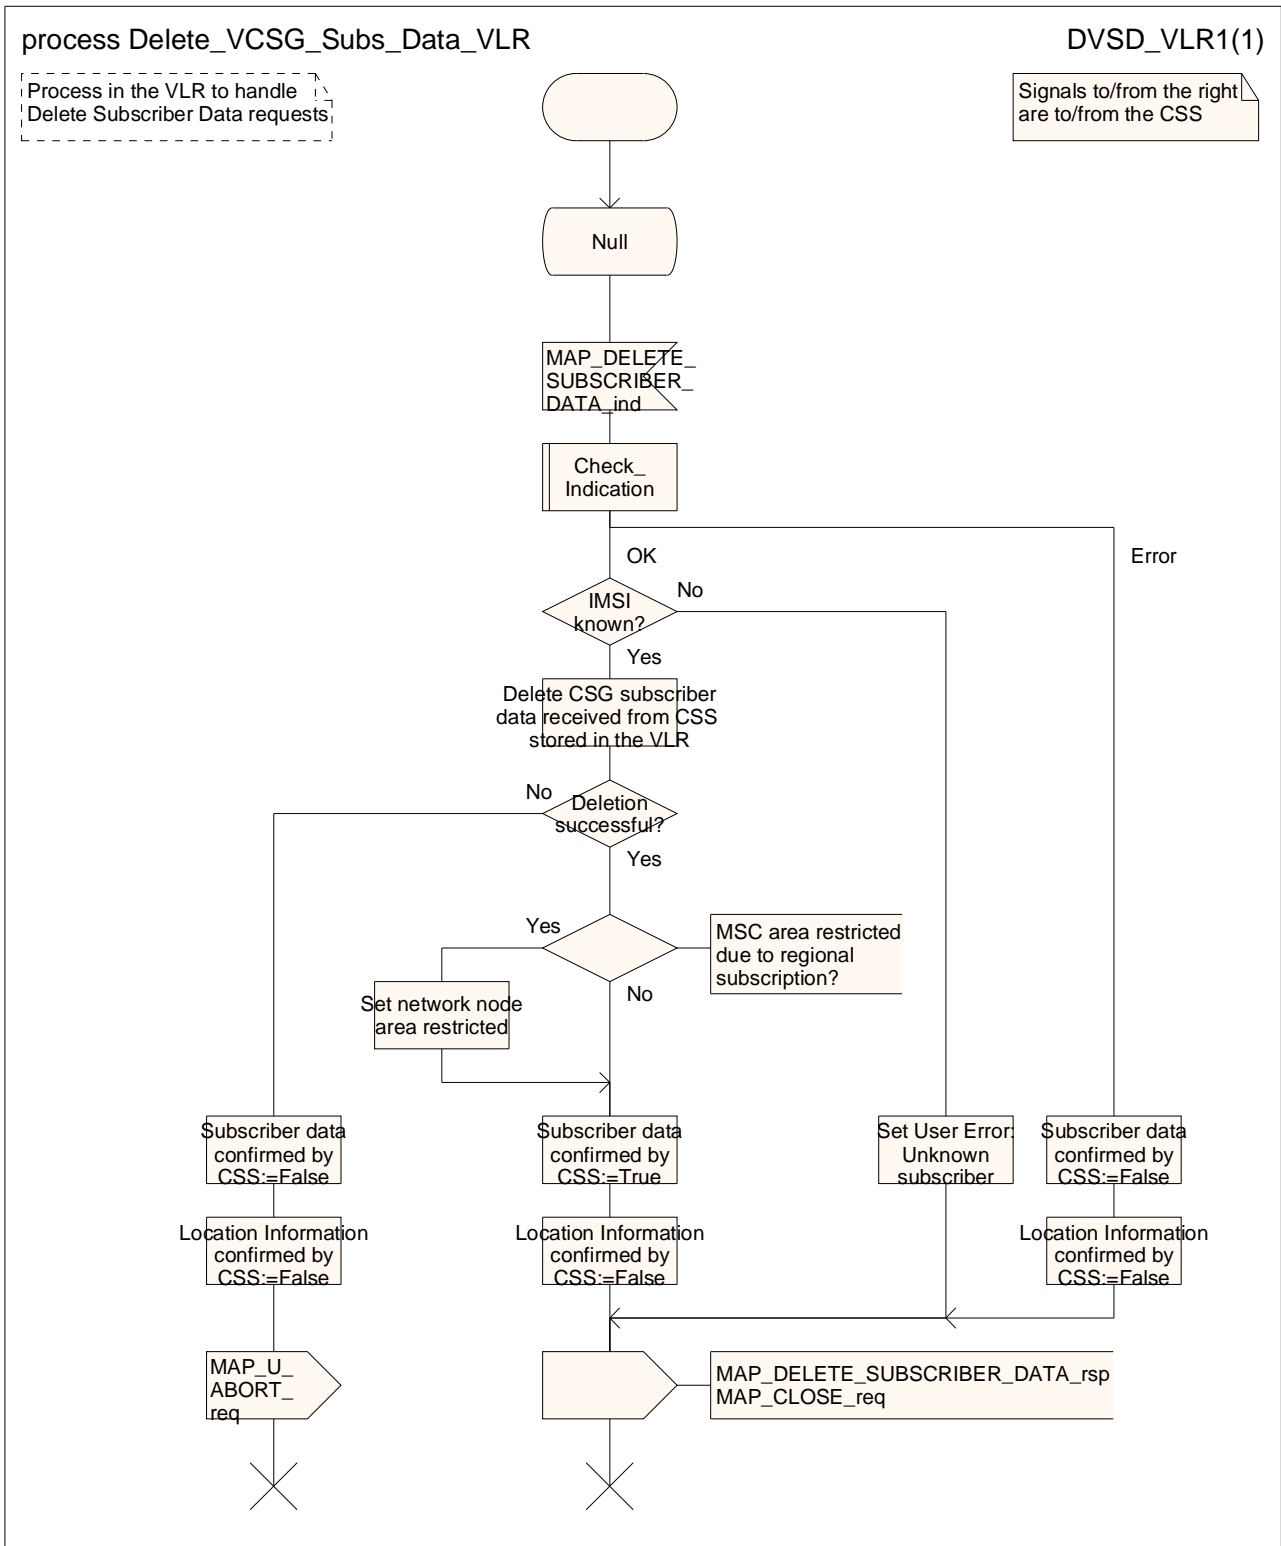 process Delete_VCSG_Subs_Data_VLR
DVSD_VLR1(1)
Process in the VLR to handle
Delete Subscriber Data requests
Signals to/from the right
are to/from the CSS
Null
MAP_DELETE_
SUBSCRIBER_
DATA_ind
Check_
Indication
OK
Error
IMSI
known?
No
Yes
Delete CSG subscriber
data received from CSS
stored in the VLR
No
Deletion
successful?
Yes
Yes
MSC area restricted
due to regional
subscription?
No
Set network node
area restricted
Subscriber data
confirmed by
CSS:=False
Subscriber data
confirmed by
CSS:=True
Set User Error:
Unknown
subscriber
Subscriber data
confirmed by
CSS:=False
Location Information
confirmed by
CSS:=False
Location Information
confirmed by
CSS:=False
Location Information
confirmed by
CSS:=False
MAP_U_
ABORT_
req
MAP_DELETE_SUBSCRIBER_DATA_rsp
MAP_CLOSE_req